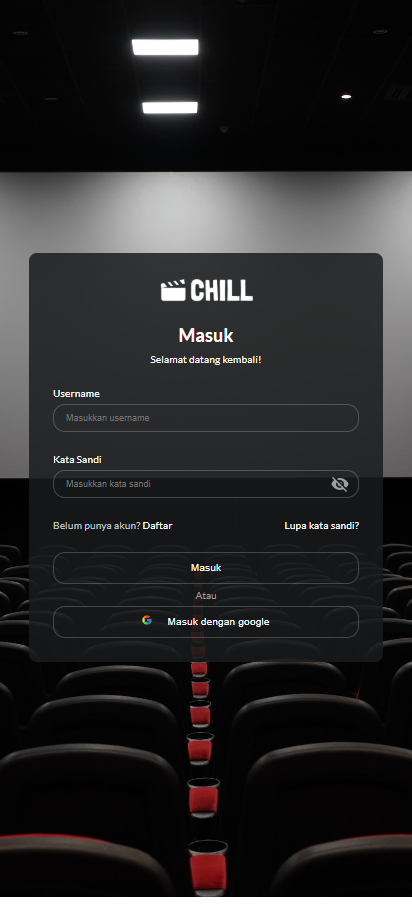 CHILL
Masuk
Selamat datang kembali!
Username
Masukkan username
Kata Sandi
Masukkan kata sandi
Belum punya akun? Daftar
Lupa kata sandi?
Masuk
Atau
Masuk dengan google